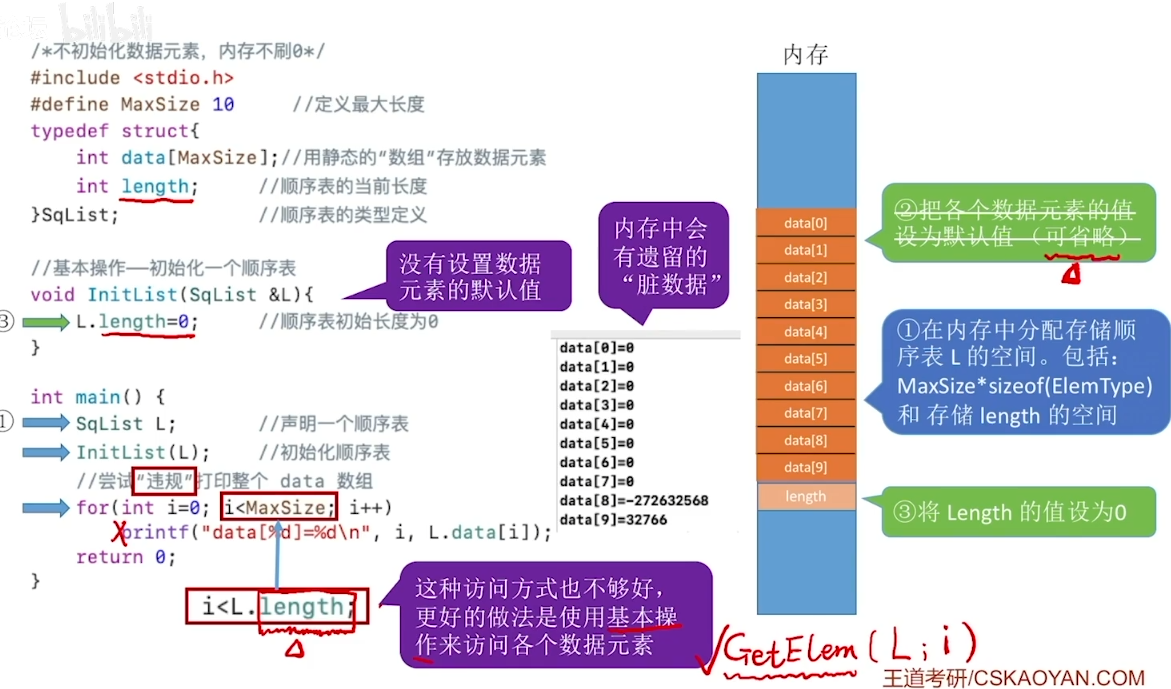 bilibili
/*不初始化数据元素，内存不刷0*/
#include <stdio.h>
#define MaxSize 10 //定义最大长度
typedef struct{
int data[MaxSize];//用静态的“数组”存放数据元素
int length; //顺序表的当前长度
}SqList; //顺序表的类型定义
//基本操作——初始化一个顺序表
void InitList(SqList &L){
③
L.length=0; //顺序表初始长度为0
}
int main() {
①
SqList L; //声明一个顺序表
InitList(L); //初始化顺序表
//尝试“违规”打印整个 data 数组
for(int i=0; i<MaxSize; i++)
printf("data[%d]=%d\n", i, L.data[i]);
return 0;
}
i<L.length;
没有设置数据
元素的默认值
内存中会
有遗留的
“脏数据”
data[0]=0
data[1]=0
data[2]=0
data[3]=0
data[4]=0
data[5]=0
data[6]=0
data[7]=0
data[8]=-272632568
data[9]=32766
这种访问方式也不够好，
更好的做法是使用基本操
作来访问各个数据元素
内存
data[0]
data[1]
data[2]
data[3]
data[4]
data[5]
data[6]
data[7]
data[8]
data[9]
length
②把各个数据元素的值
设为默认值（可省略）
①在内存中分配存储顺
序表 L 的空间。包括：
MaxSize*sizeof(ElemType)
和 存储 length 的空间
③将 Length 的值设为0
GetElem(L,i)
王道考研/CSKAOYAN.COM